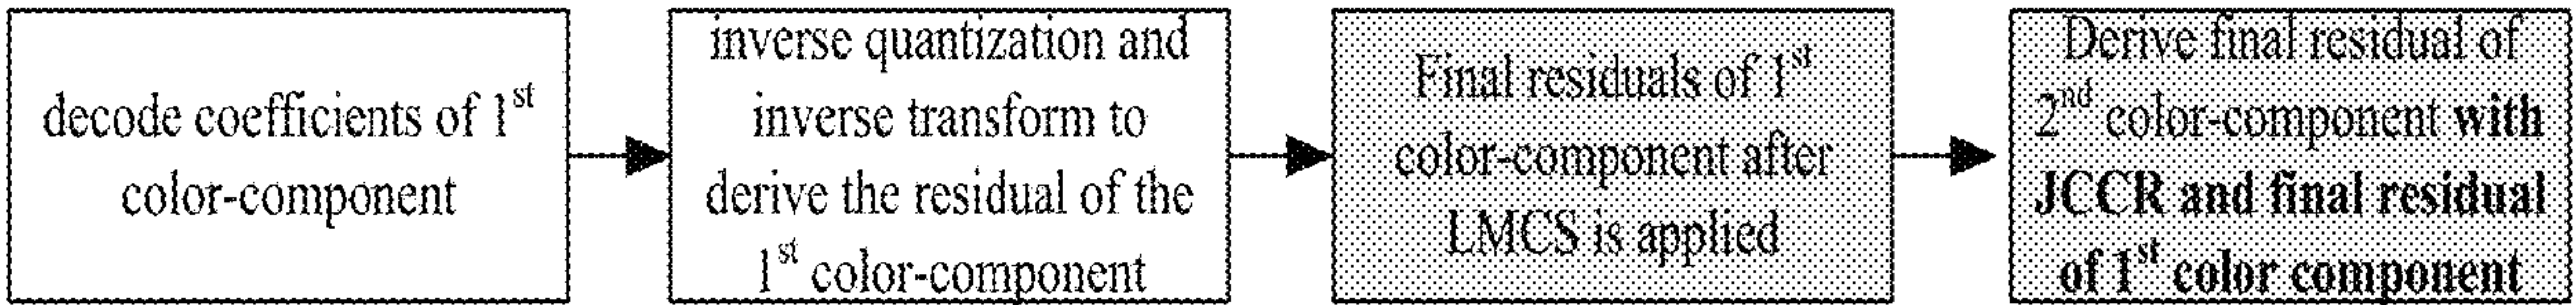 decode coefficients of 1st
color-component
inverse quantization and
inverse transform to
derive the residual of the
1st color-component
Final residuals of 1st
color-component after
LMCS is applied
Derive final residual of
2nd color-component with
JCCR and final residual
of 1st color component